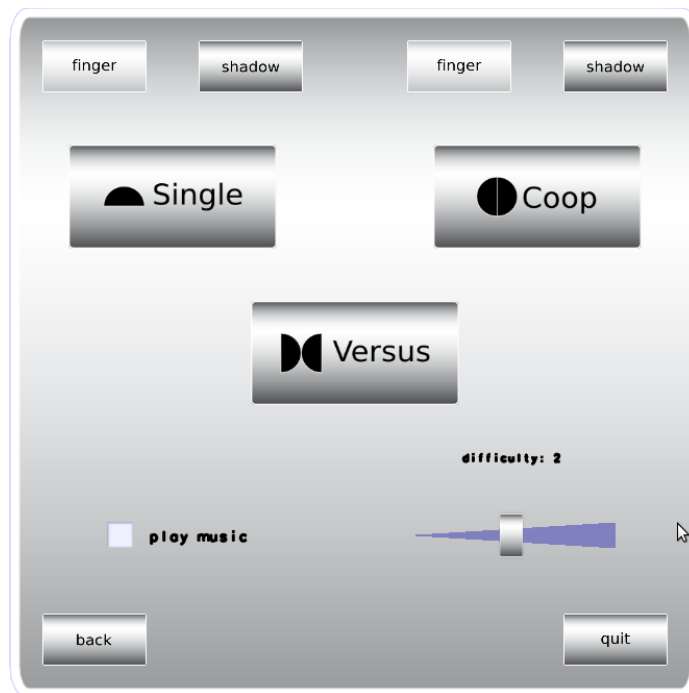 finger shadow finger shadow
Single Coop
Versus
difficulty: 2
play music
back quit